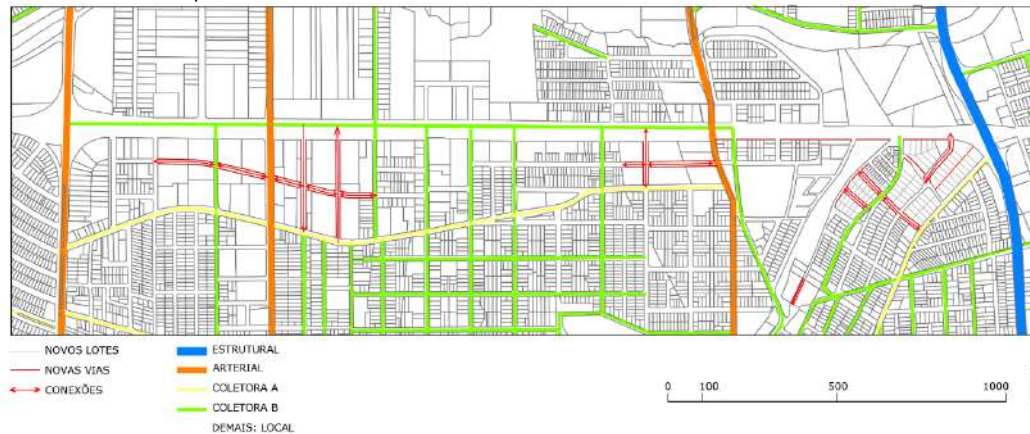 NOVOS LOTES
NOVAS VIAS
CONEXÕES
ESTRUTURAL
ARTERIAL
COLETORA A
COLETORA B
DEMAIS: LOCAL
0 100 500 1000